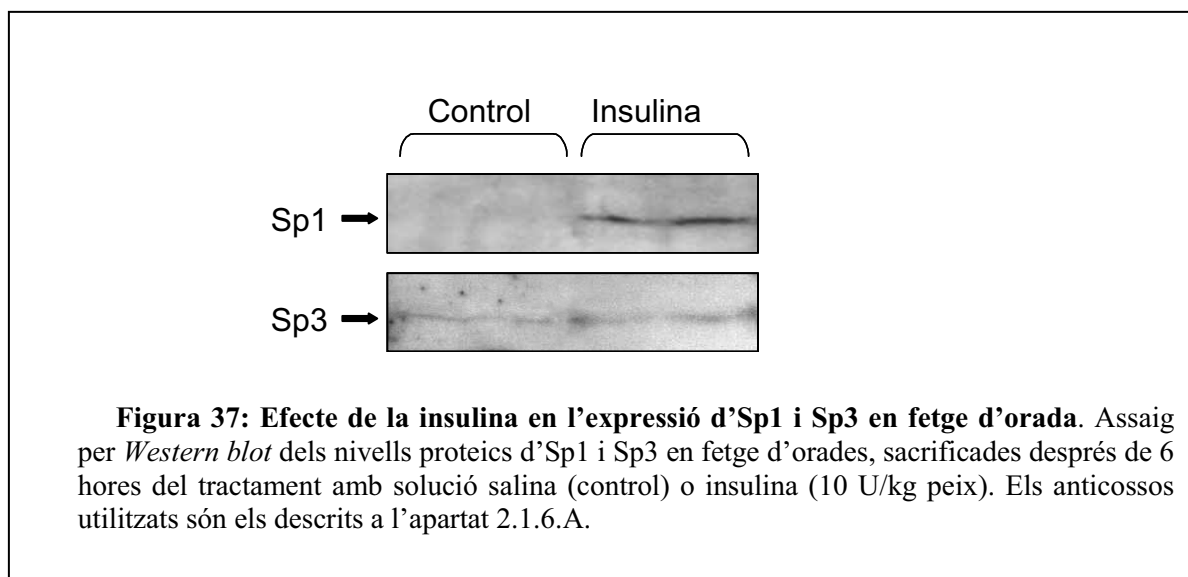 Control Insulina
Sp1
Sp3
Figura 37: Efecte de la insulina en l’expressió d’Sp1 i Sp3 en fetge d’orada. Assaig
per Western blot dels nivells proteics d’Sp1 i Sp3 en fetge d’orades, sacrificades després de 6
hores del tractament amb solució salina (control) o insulina (10 U/kg peix). Els anticossos
utilitzats són els descrits a l’apartat 2.1.6.A.